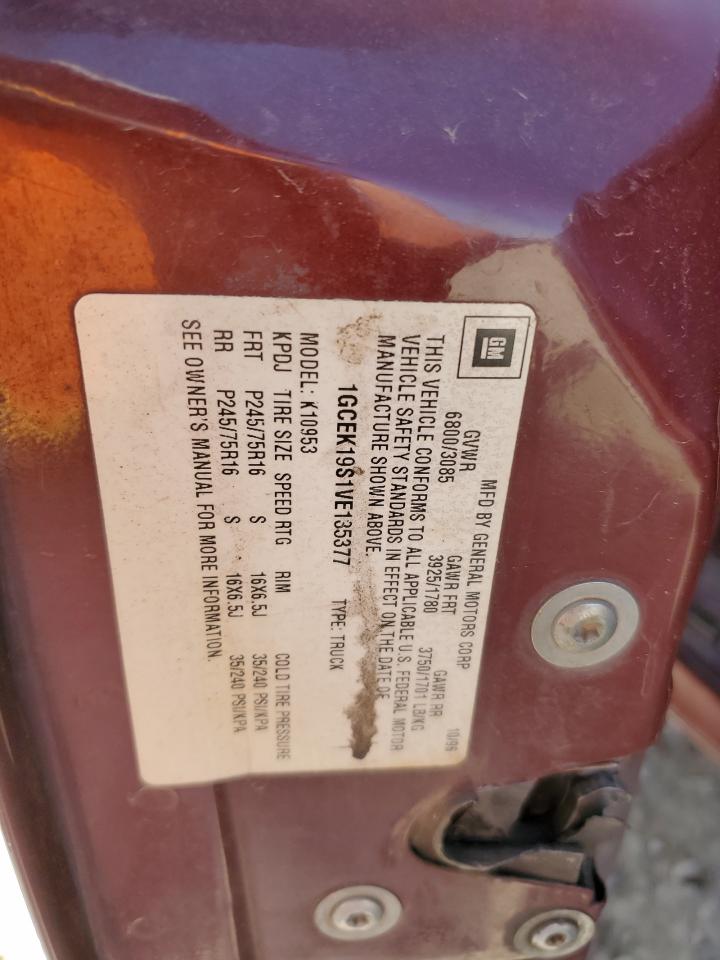 GM
MFD BY GENERAL MOTORS CORP 10/96
GVWR GAWR FRT GAWR RR
6800/3085 3925/1780 3750/1701 LB/KG
THIS VEHICLE CONFORMS TO ALL APPLICABLE U.S. FEDERAL MOTOR
VEHICLE SAFETY STANDARDS IN EFFECT ON THE DATE OF
MANUFACTURE SHOWN ABOVE.
1GCEK19S1VE135377 TYPE: TRUCK
MODEL: K10953
KPDJ TIRE SIZE SPEED RTG RIM COLD TIRE PRESSURE
FRT P245/75R16 S 16X6.5J 35/240 PSI/KPA
RR P245/75R16 S 16X6.5J 35/240 PSI/KPA
SEE OWNER'S MANUAL FOR MORE INFORMATION.